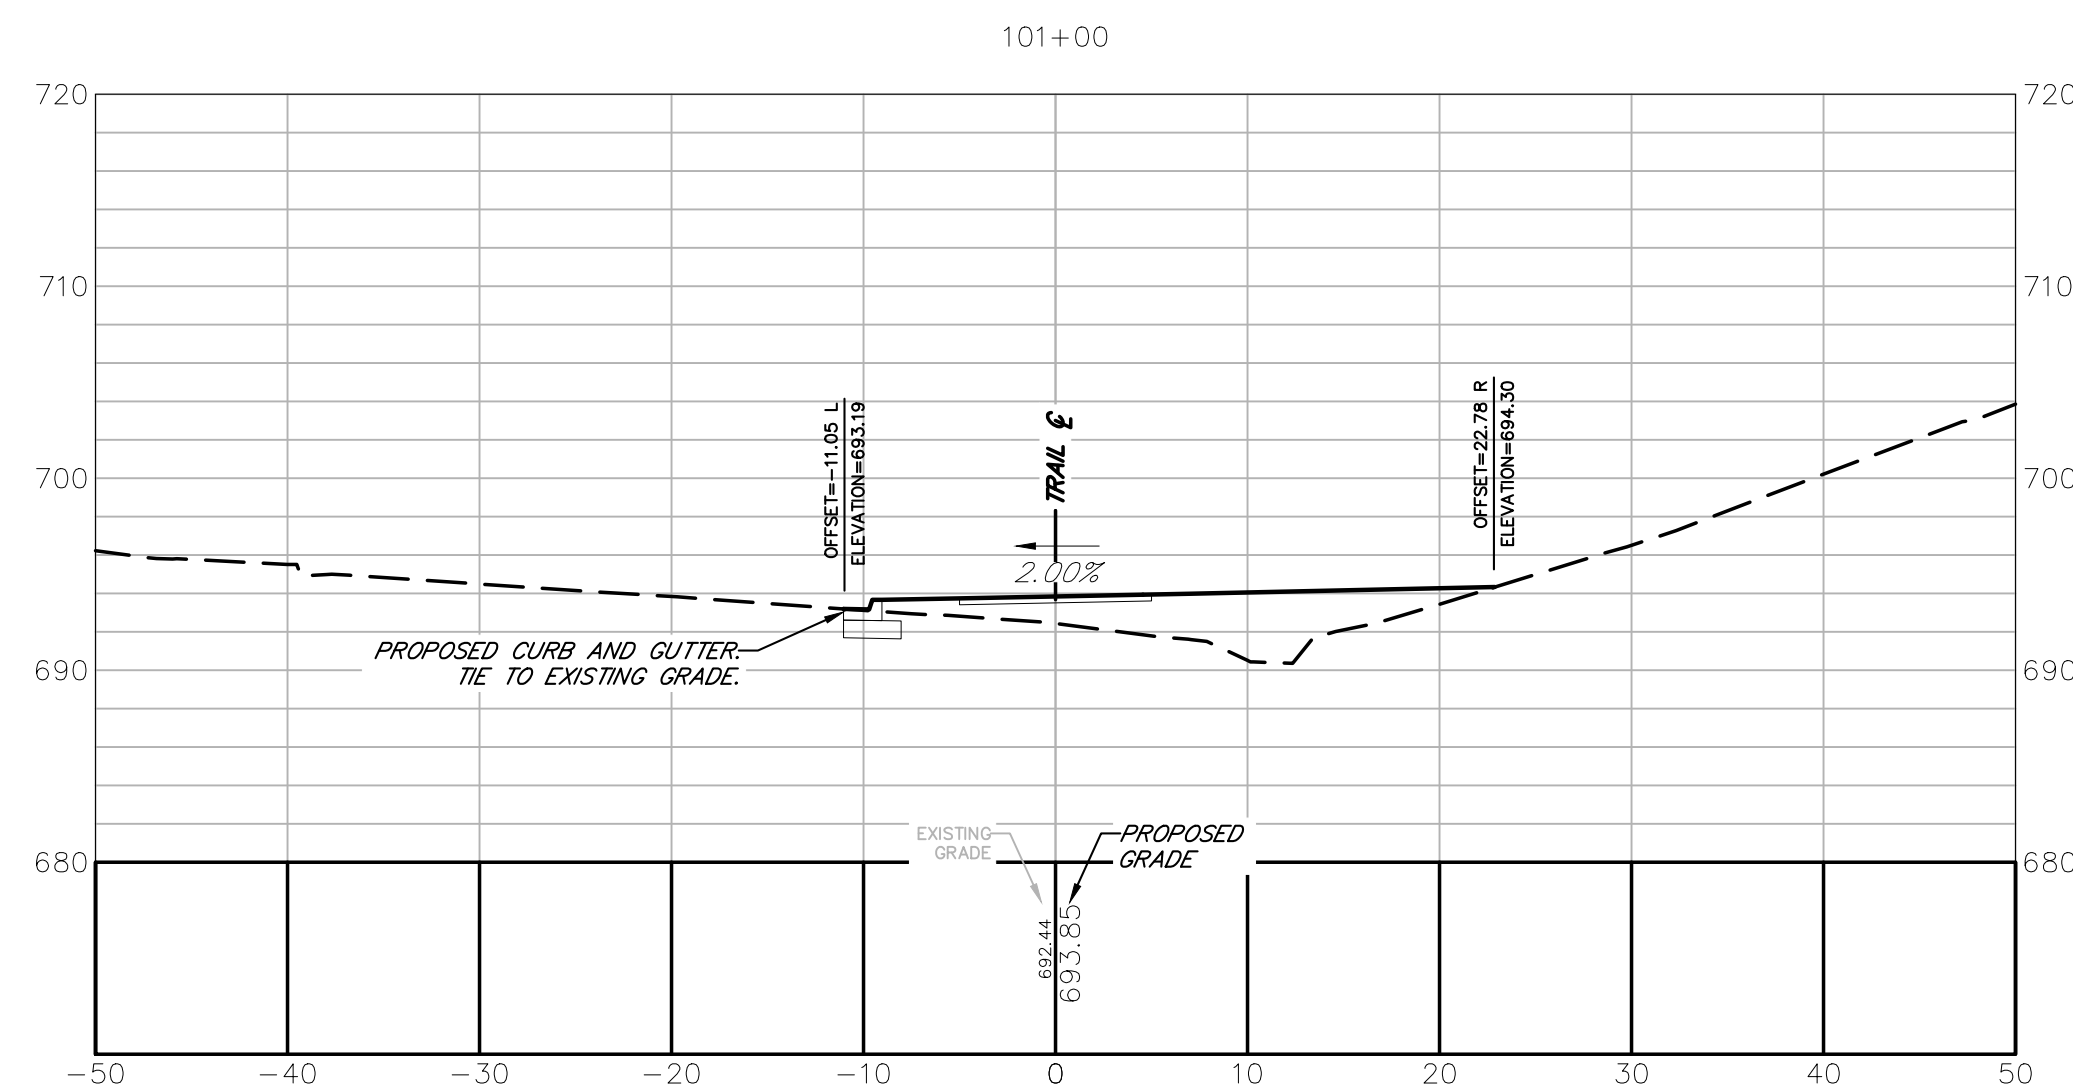 101+00
720
720
710
710
OFFSET=-11.05 L
ELEVATION=693.19
TRAIL ℄
OFFSET=22.78 R
ELEVATION=694.30
700
700
2.00%
PROPOSED CURB AND GUTTER.
TIE TO EXISTING GRADE.
690
690
EXISTING
GRADE
PROPOSED
GRADE
680
680
692.44
693.85
-50 -40 -30 -20 -10 0 10 20 30 40 50